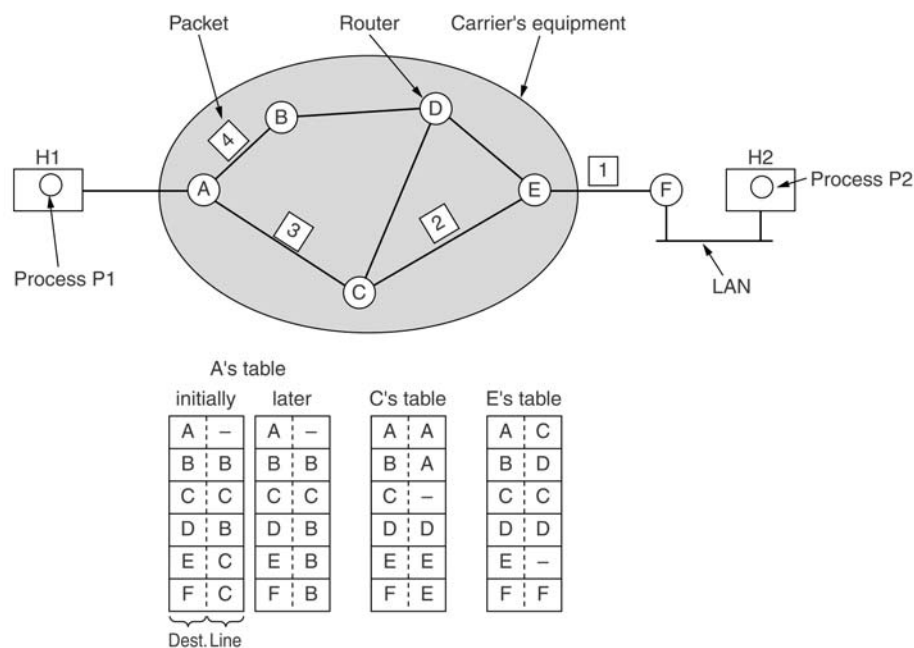 Packet Router Carrier's equipment
B D
4
H1 1 H2
A E F Process P2
3 2
Process P1 C LAN
A's table
initially later C's table E's table
A – A – A A A C
B B B B B A B D
C C C C C – C C
D B D B D D D D
E C E B E E E –
F C F B F E F F
Dest. Line